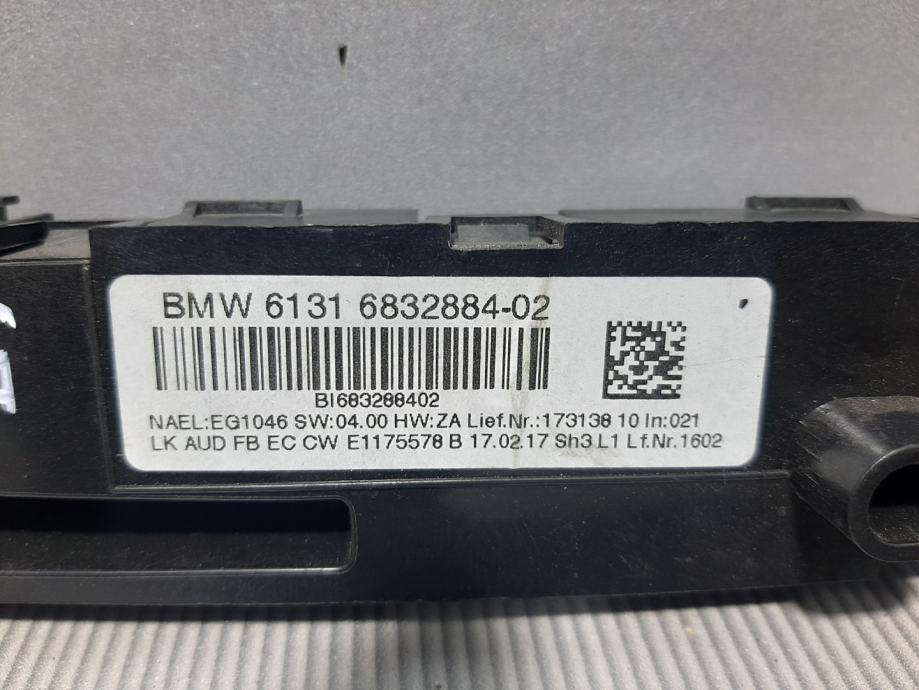 BMW 6131 6832884-02
BI683288402
NAEL:EG1046 SW:04.00 HW:ZA Lief.Nr.:173138 10 In:021
LK AUD FB EC CW E1175578 B 17.02.17 Sh3 L1 Lf.Nr.1602